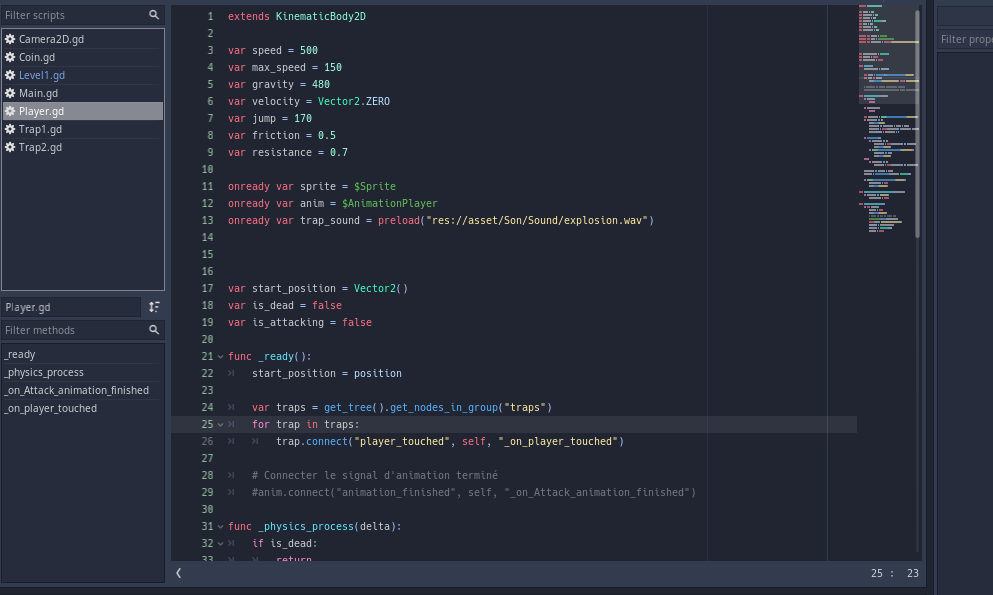 Filter scripts
Camera2D.gd
Coin.gd
Level1.gd
Main.gd
Player.gd
Trap1.gd
Trap2.gd
Player.gd
Filter methods
_ready
_physics_process
_on_Attack_animation_finished
_on_player_touched
1 extends KinematicBody2D
2
3 var speed = 500
4 var max_speed = 150
5 var gravity = 480
6 var velocity = Vector2.ZERO
7 var jump = 170
8 var friction = 0.5
9 var resistance = 0.7
10
11 onready var sprite = $Sprite
12 onready var anim = $AnimationPlayer
13 onready var trap_sound = preload("res://asset/Son/Sound/explosion.wav")
14
15
16
17 var start_position = Vector2()
18 var is_dead = false
19 var is_attacking = false
20
21 func _ready():
22 start_position = position
23
24 var traps = get_tree().get_nodes_in_group("traps")
25 for trap in traps:
26 trap.connect("player_touched", self, "_on_player_touched")
27
28 # Connecter le signal d'animation terminé
29 #anim.connect("animation_finished", self, "_on_Attack_animation_finished")
30
31 func _physics_process(delta):
32 if is_dead:
33 return
25 : 23
Filter prope